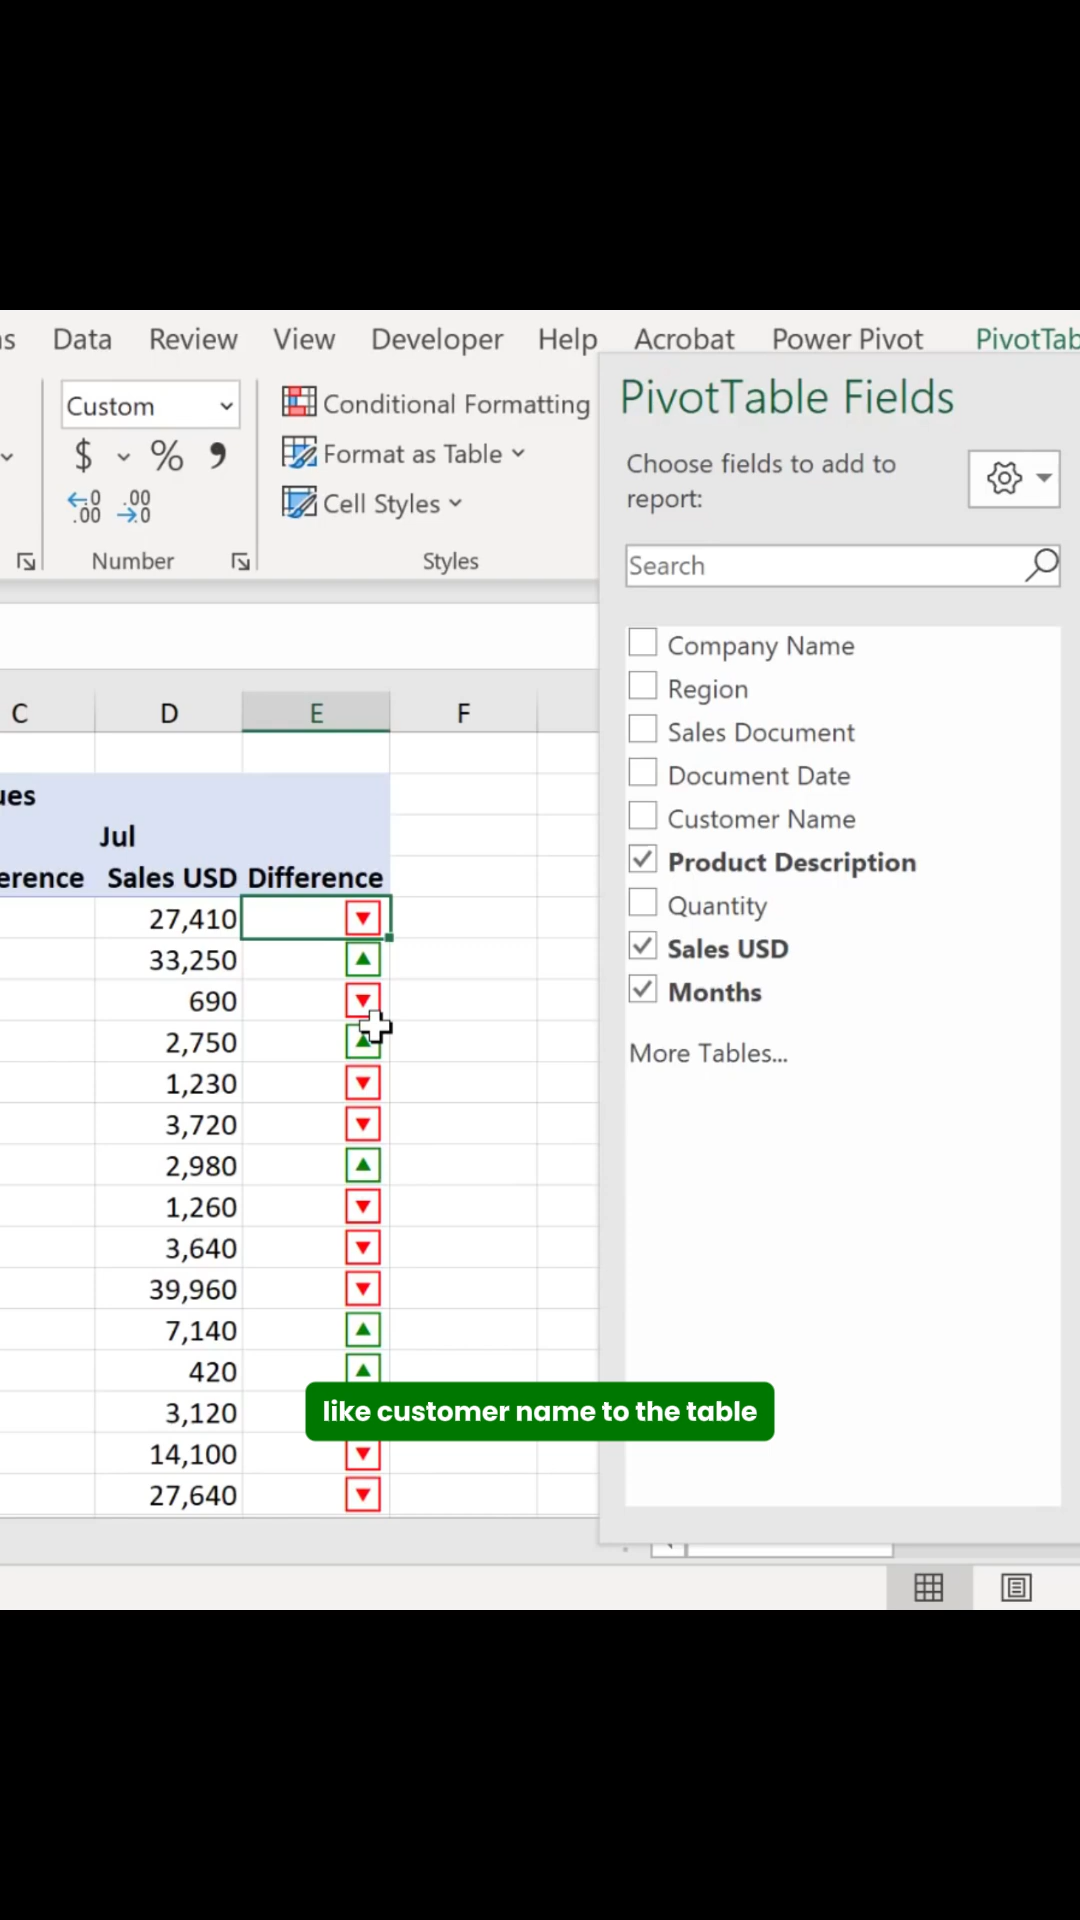 s Data Review View Developer Help Acrobat Power Pivot PivotTab
Custom
Conditional Formatting
$ % ,
Format as Table
←0 .00
.00 →0
Cell Styles
Number
Styles
PivotTable Fields
Choose fields to add to
report:
Search
Company Name
Region
Sales Document
Document Date
Customer Name
Product Description
Quantity
Sales USD
Months
More Tables...
C D E F
ues
Jul
erence Sales USD Difference
27,410 ▼
33,250 ▲
690 ▼
2,750 ▲
1,230 ▼
3,720 ▼
2,980 ▲
1,260 ▼
3,640 ▼
39,960 ▼
7,140 ▲
420 ▲
3,120
14,100 ▼
27,640 ▼
like customer name to the table